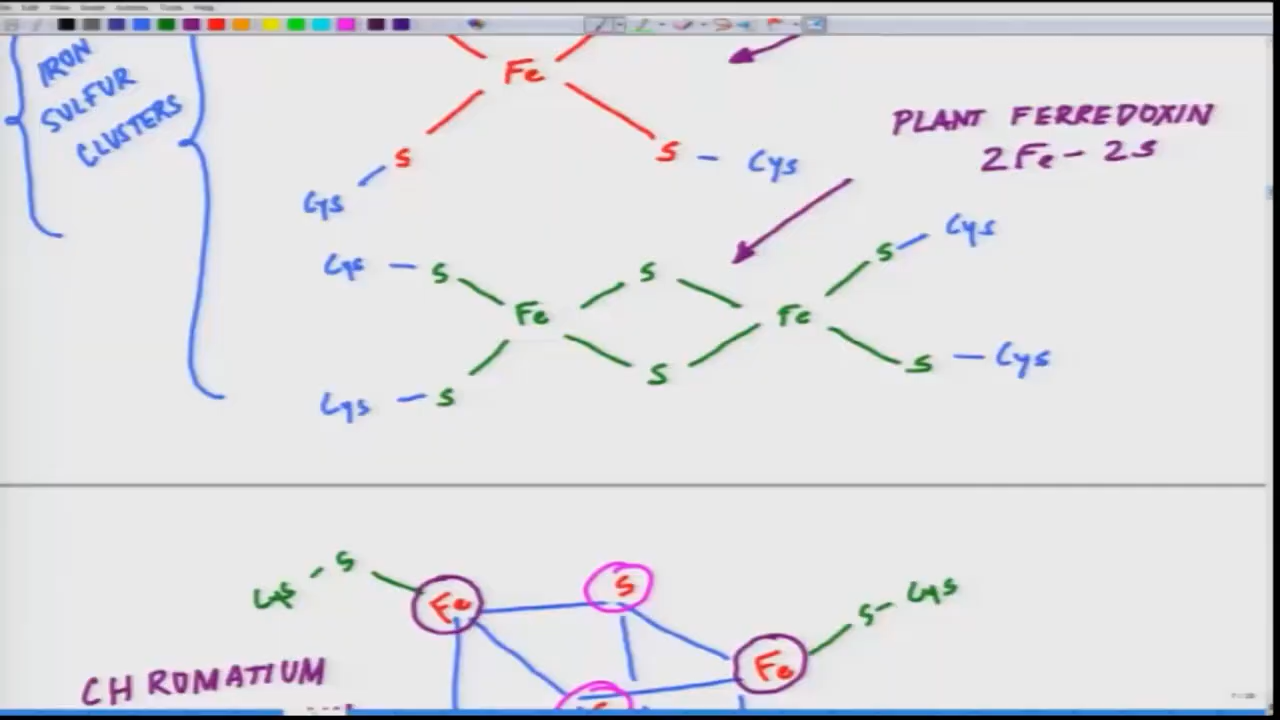 IRON
SULFUR
CLUSTERS
Fe
S
S - Cys
Cys
PLANT FERREDOXIN
2Fe - 2S
Cys - S
S
S - Cys
Fe
Fe
Cys - S
S
S - Cys
Cys - S
Fe
S
Fe
S - Cys
CHROMATIUM